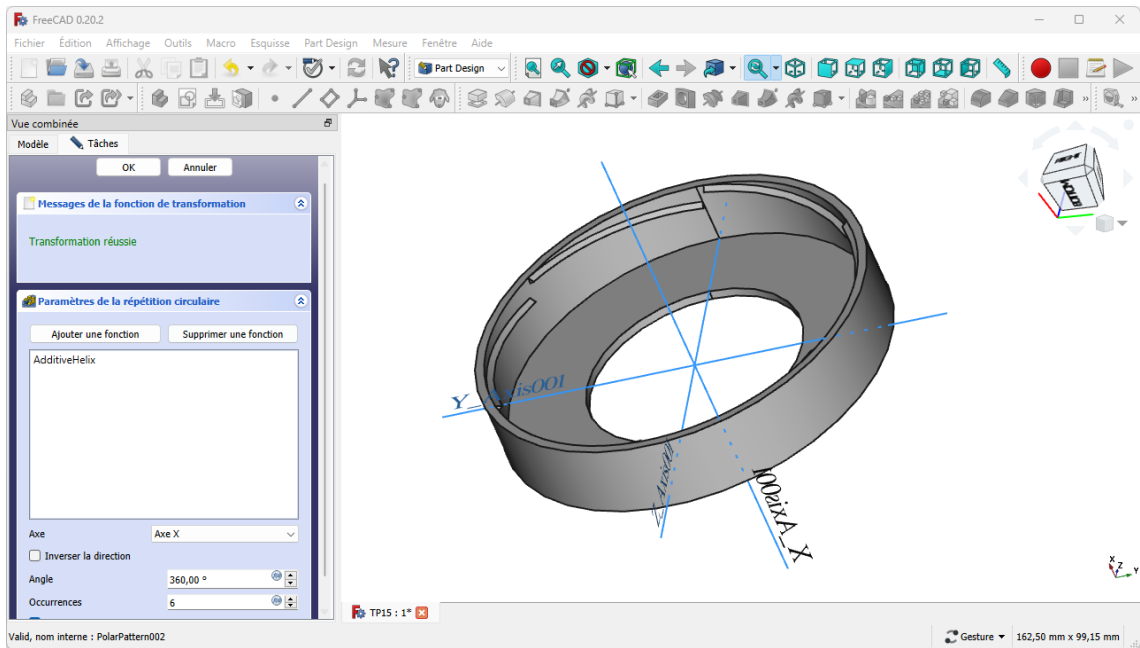 FreeCAD 0.20.2
Fichier Édition Affichage Outils Macro Esquisse Part Design Mesure Fenêtre Aide
Part Design
Vue combinée
Modèle Tâches
OK Annuler
Messages de la fonction de transformation
Transformation réussie
Paramètres de la répétition circulaire
Ajouter une fonction Supprimer une fonction
AdditiveHelix
Axe Axe X
Inverser la direction
Angle 360,00 °
Occurrences 6
Y_Axis001
X_Axis001
X Z Y
TP15 : 1*
Valid, nom interne : PolarPattern002
Gesture 162,50 mm x 99,15 mm